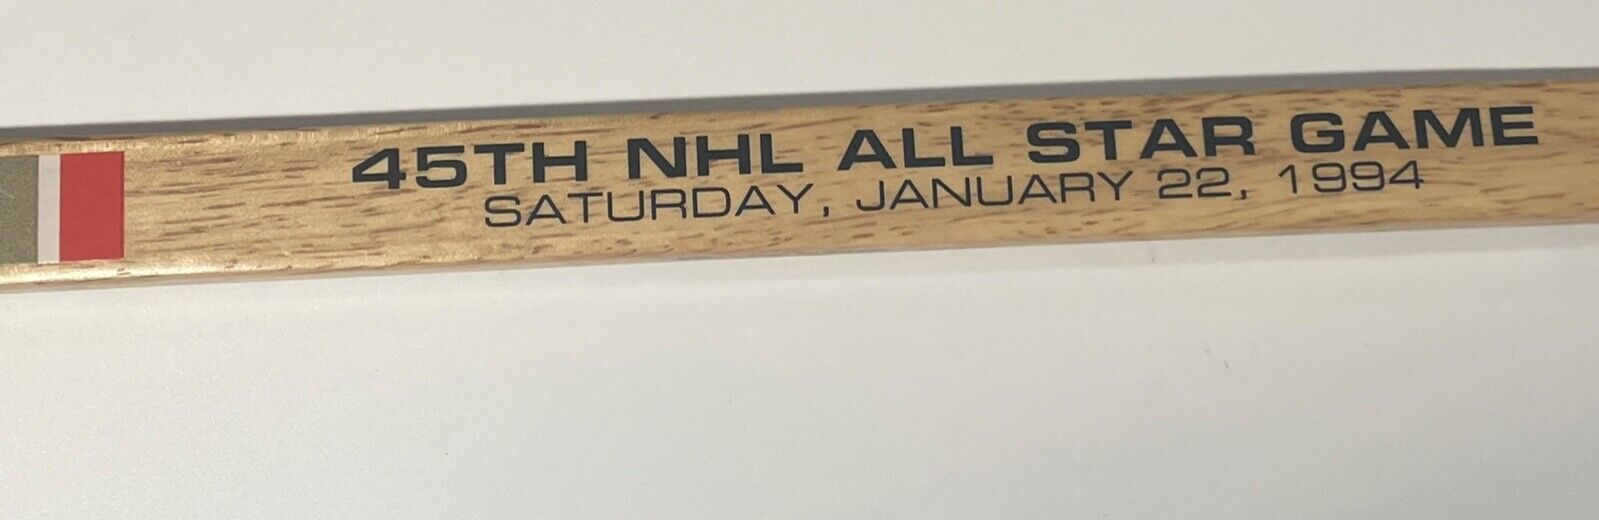 45TH NHL ALL STAR GAME
SATURDAY, JANUARY 22, 1994